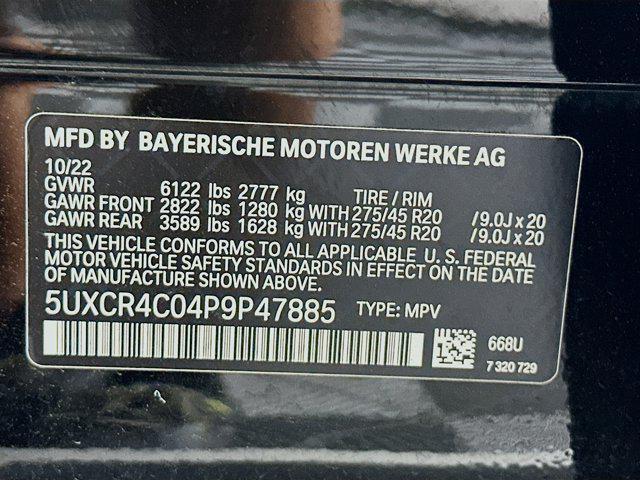 MFD BY BAYERISCHE MOTOREN WERKE AG
10/22
GVWR 6122 lbs 2777 kg TIRE / RIM
GAWR FRONT 2822 lbs 1280 kg WITH 275/45 R20 / 9.0J x 20
GAWR REAR 3589 lbs 1628 kg WITH 275/45 R20 / 9.0J x 20
THIS VEHICLE CONFORMS TO ALL APPLICABLE U. S. FEDERAL
MOTOR VEHICLE SAFETY STANDARDS IN EFFECT ON THE DATE
OF MANUFACTURE SHOWN ABOVE.
5UXCR4C04P9P47885 TYPE: MPV
668U
7 320 729